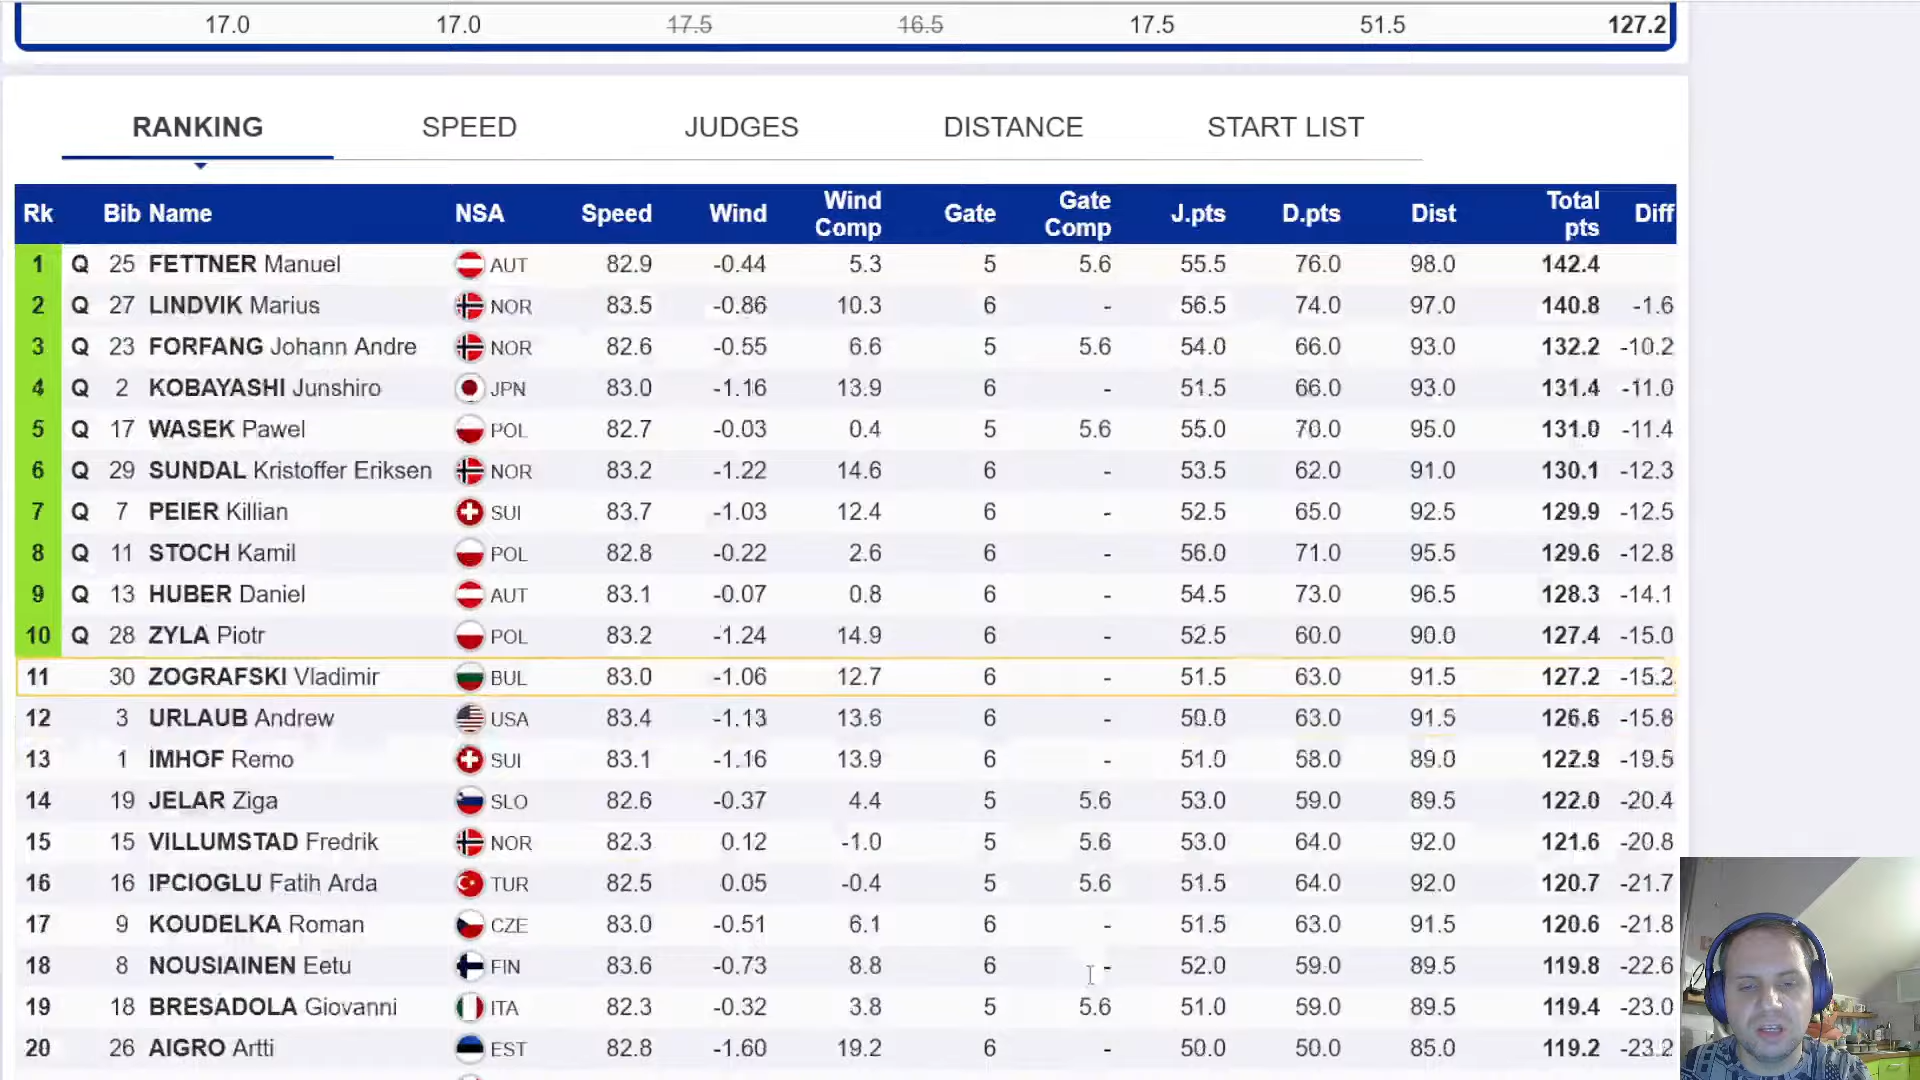 17.0 17.0 17.5 16.5 17.5 51.5 127.2
RANKING SPEED JUDGES DISTANCE START LIST
Rk Bib Name NSA Speed Wind Wind Comp Gate Gate Comp J.pts D.pts Dist Total pts Diff
1 Q 25 FETTNER Manuel AUT 82.9 -0.44 5.3 5 5.6 55.5 76.0 98.0 142.4
2 Q 27 LINDVIK Marius NOR 83.5 -0.86 10.3 6 - 56.5 74.0 97.0 140.8 -1.6
3 Q 23 FORFANG Johann Andre NOR 82.6 -0.55 6.6 5 5.6 54.0 66.0 93.0 132.2 -10.2
4 Q 2 KOBAYASHI Junshiro JPN 83.0 -1.16 13.9 6 - 51.5 66.0 93.0 131.4 -11.0
5 Q 17 WASEK Pawel POL 82.7 -0.03 0.4 5 5.6 55.0 70.0 95.0 131.0 -11.4
6 Q 29 SUNDAL Kristoffer Eriksen NOR 83.2 -1.22 14.6 6 - 53.5 62.0 91.0 130.1 -12.3
7 Q 7 PEIER Killian SUI 83.7 -1.03 12.4 6 - 52.5 65.0 92.5 129.9 -12.5
8 Q 11 STOCH Kamil POL 82.8 -0.22 2.6 6 - 56.0 71.0 95.5 129.6 -12.8
9 Q 13 HUBER Daniel AUT 83.1 -0.07 0.8 6 - 54.5 73.0 96.5 128.3 -14.1
10 Q 28 ZYLA Piotr POL 83.2 -1.24 14.9 6 - 52.5 60.0 90.0 127.4 -15.0
11 30 ZOGRAFSKI Vladimir BUL 83.0 -1.06 12.7 6 - 51.5 63.0 91.5 127.2 -15.2
12 3 URLAUB Andrew USA 83.4 -1.13 13.6 6 - 50.0 63.0 91.5 126.6 -15.8
13 1 IMHOF Remo SUI 83.1 -1.16 13.9 6 - 51.0 58.0 89.0 122.9 -19.5
14 19 JELAR Ziga SLO 82.6 -0.37 4.4 5 5.6 53.0 59.0 89.5 122.0 -20.4
15 15 VILLUMSTAD Fredrik NOR 82.3 0.12 -1.0 5 5.6 53.0 64.0 92.0 121.6 -20.8
16 16 IPCIOGLU Fatih Arda TUR 82.5 0.05 -0.4 5 5.6 51.5 64.0 92.0 120.7 -21.7
17 9 KOUDELKA Roman CZE 83.0 -0.51 6.1 6 - 51.5 63.0 91.5 120.6 -21.8
18 8 NOUSIAINEN Eetu FIN 83.6 -0.73 8.8 6 - 52.0 59.0 89.5 119.8 -22.6
19 18 BRESADOLA Giovanni ITA 82.3 -0.32 3.8 5 5.6 51.0 59.0 89.5 119.4 -23.0
20 26 AIGRO Artti EST 82.8 -1.60 19.2 6 - 50.0 50.0 85.0 119.2 -23.2